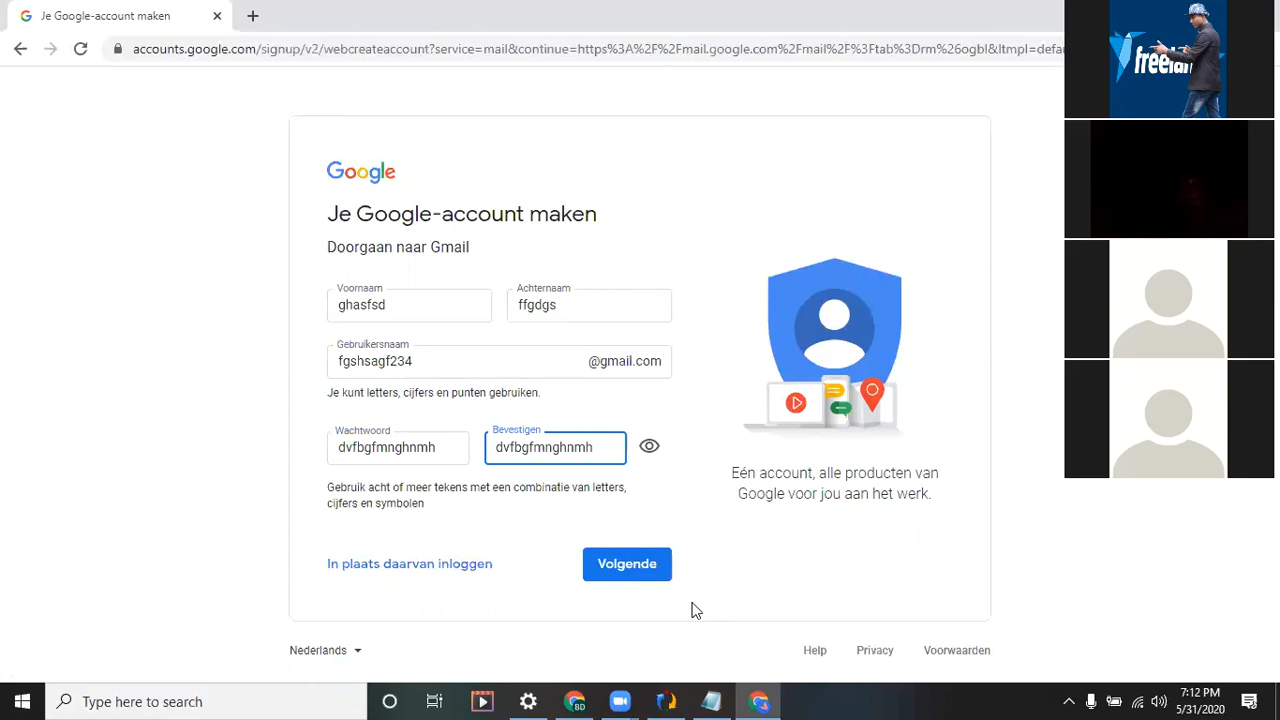 Je Google-account maken
accounts.google.com/signup/v2/webcreateaccount?service=mail&continue=https%3A%2F%2Fmail.google.com%2Fmail%2F%3Ftab%3Drm%26ogbl&ltmpl=defa
Google
Je Google-account maken
Doorgaan naar Gmail
Voornaam
Achternaam
ghasfsd
ffgdgs
Gebruikersnaam
fgshsagf234
@gmail.com
Je kunt letters, cijfers en punten gebruiken.
Wachtwoord
Bevestigen
dvfbgfmnghnmh
dvfbgfmnghnmh
Gebruik acht of meer tekens met een combinatie van letters,
cijfers en symbolen
In plaats daarvan inloggen
Volgende
Eén account, alle producten van
Google voor jou aan het werk.
Nederlands
Help
Privacy
Voorwaarden
Type here to search
BD
7:12 PM
5/31/2020